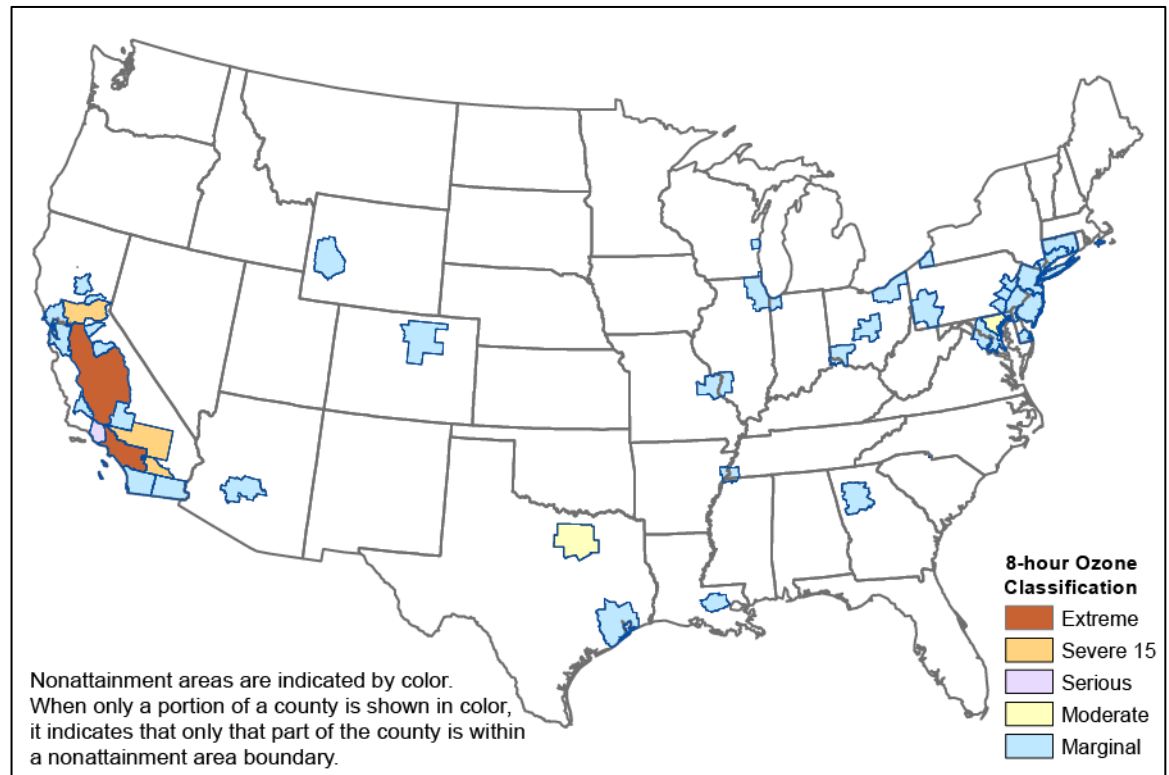 8-hour Ozone
Classification
Extreme
Severe 15
Serious
Moderate
Marginal
Nonattainment areas are indicated by color.
When only a portion of a county is shown in color,
it indicates that only that part of the county is within
a nonattainment area boundary.